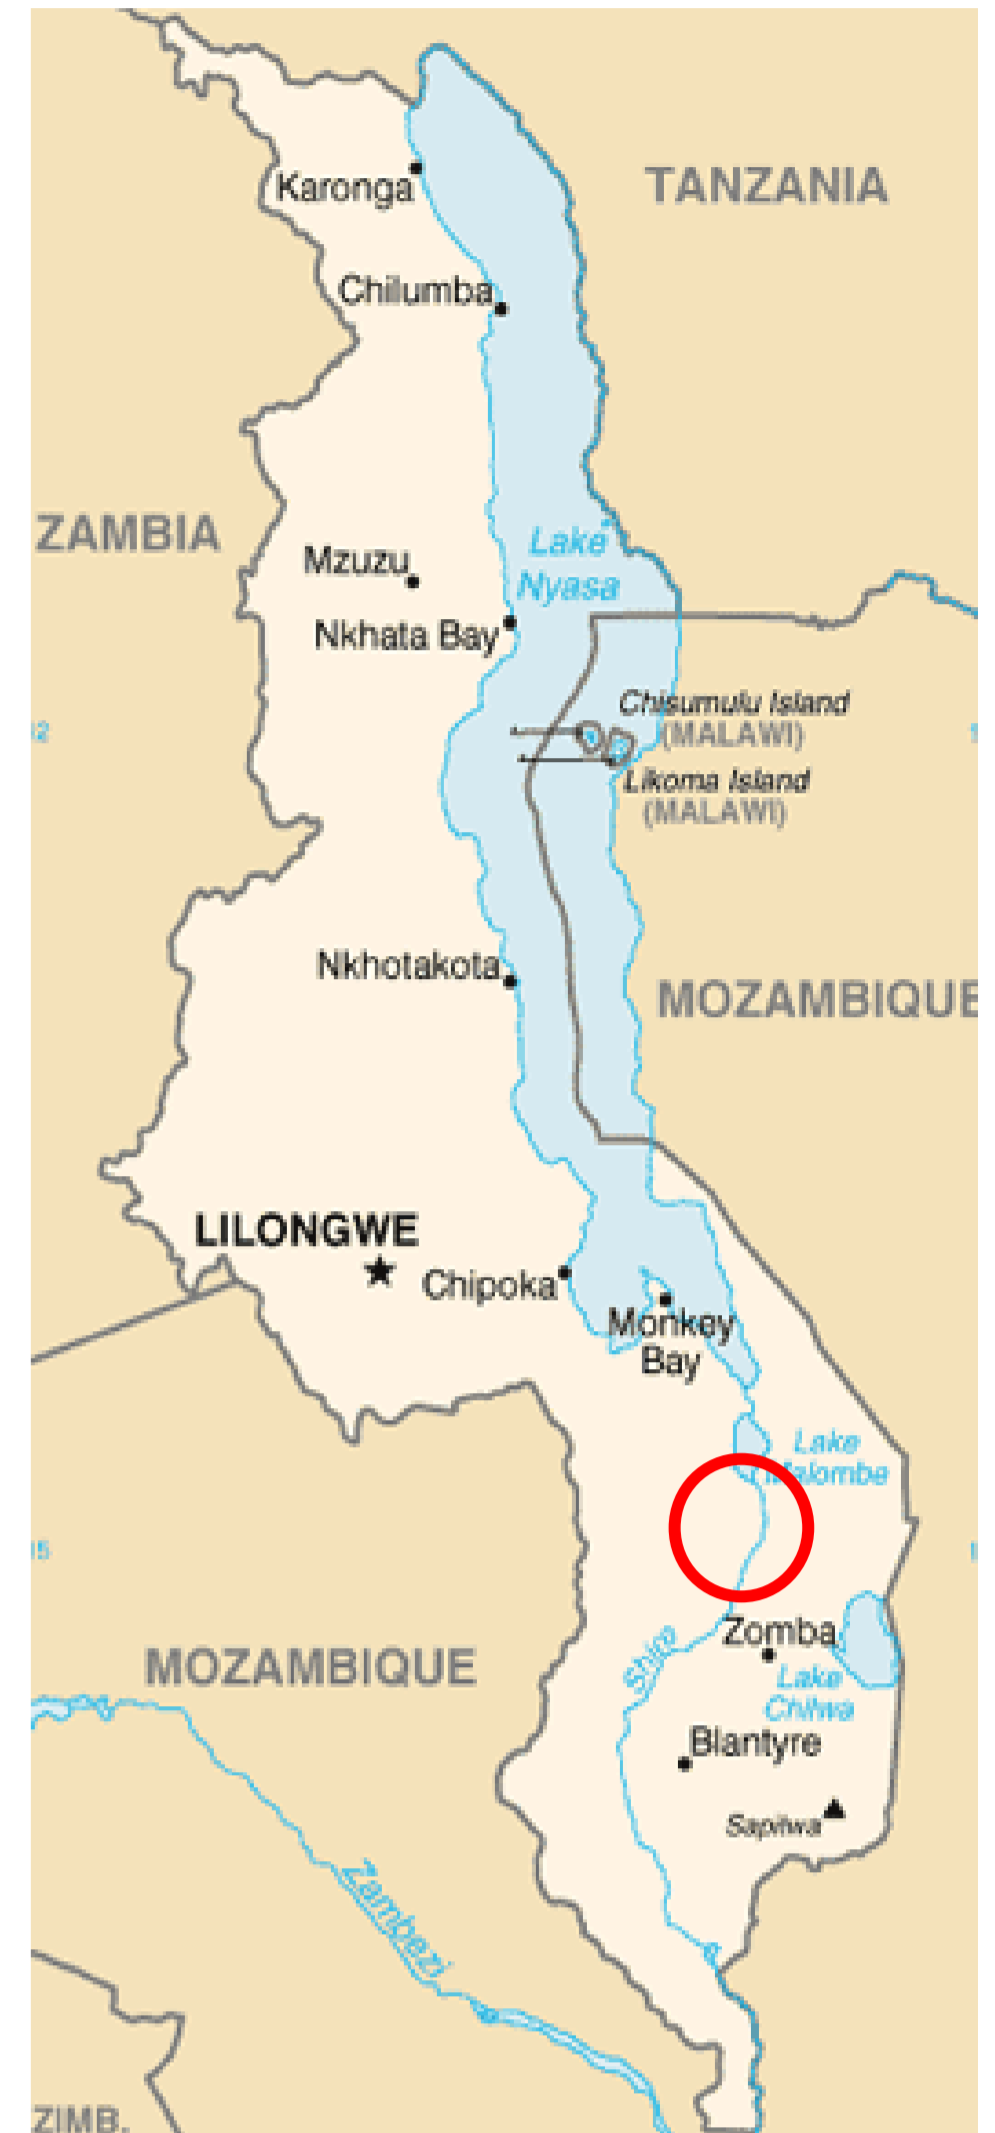 TANZANIA
Karonga
Chilumba
ZAMBIA
Lake
Nyasa
Mzuzu
Nkhata Bay
Chisumulu Island
(MALAWI)
Likoma Island
(MALAWI)
Nkhotakota
MOZAMBIQUE
LILONGWE
Chipoka
Monkey
Bay
Lake
Malombe
Zomba
Shire
Lake
Chilwa
MOZAMBIQUE
Blantyre
Sapitwa
Zambezi
ZIMB.